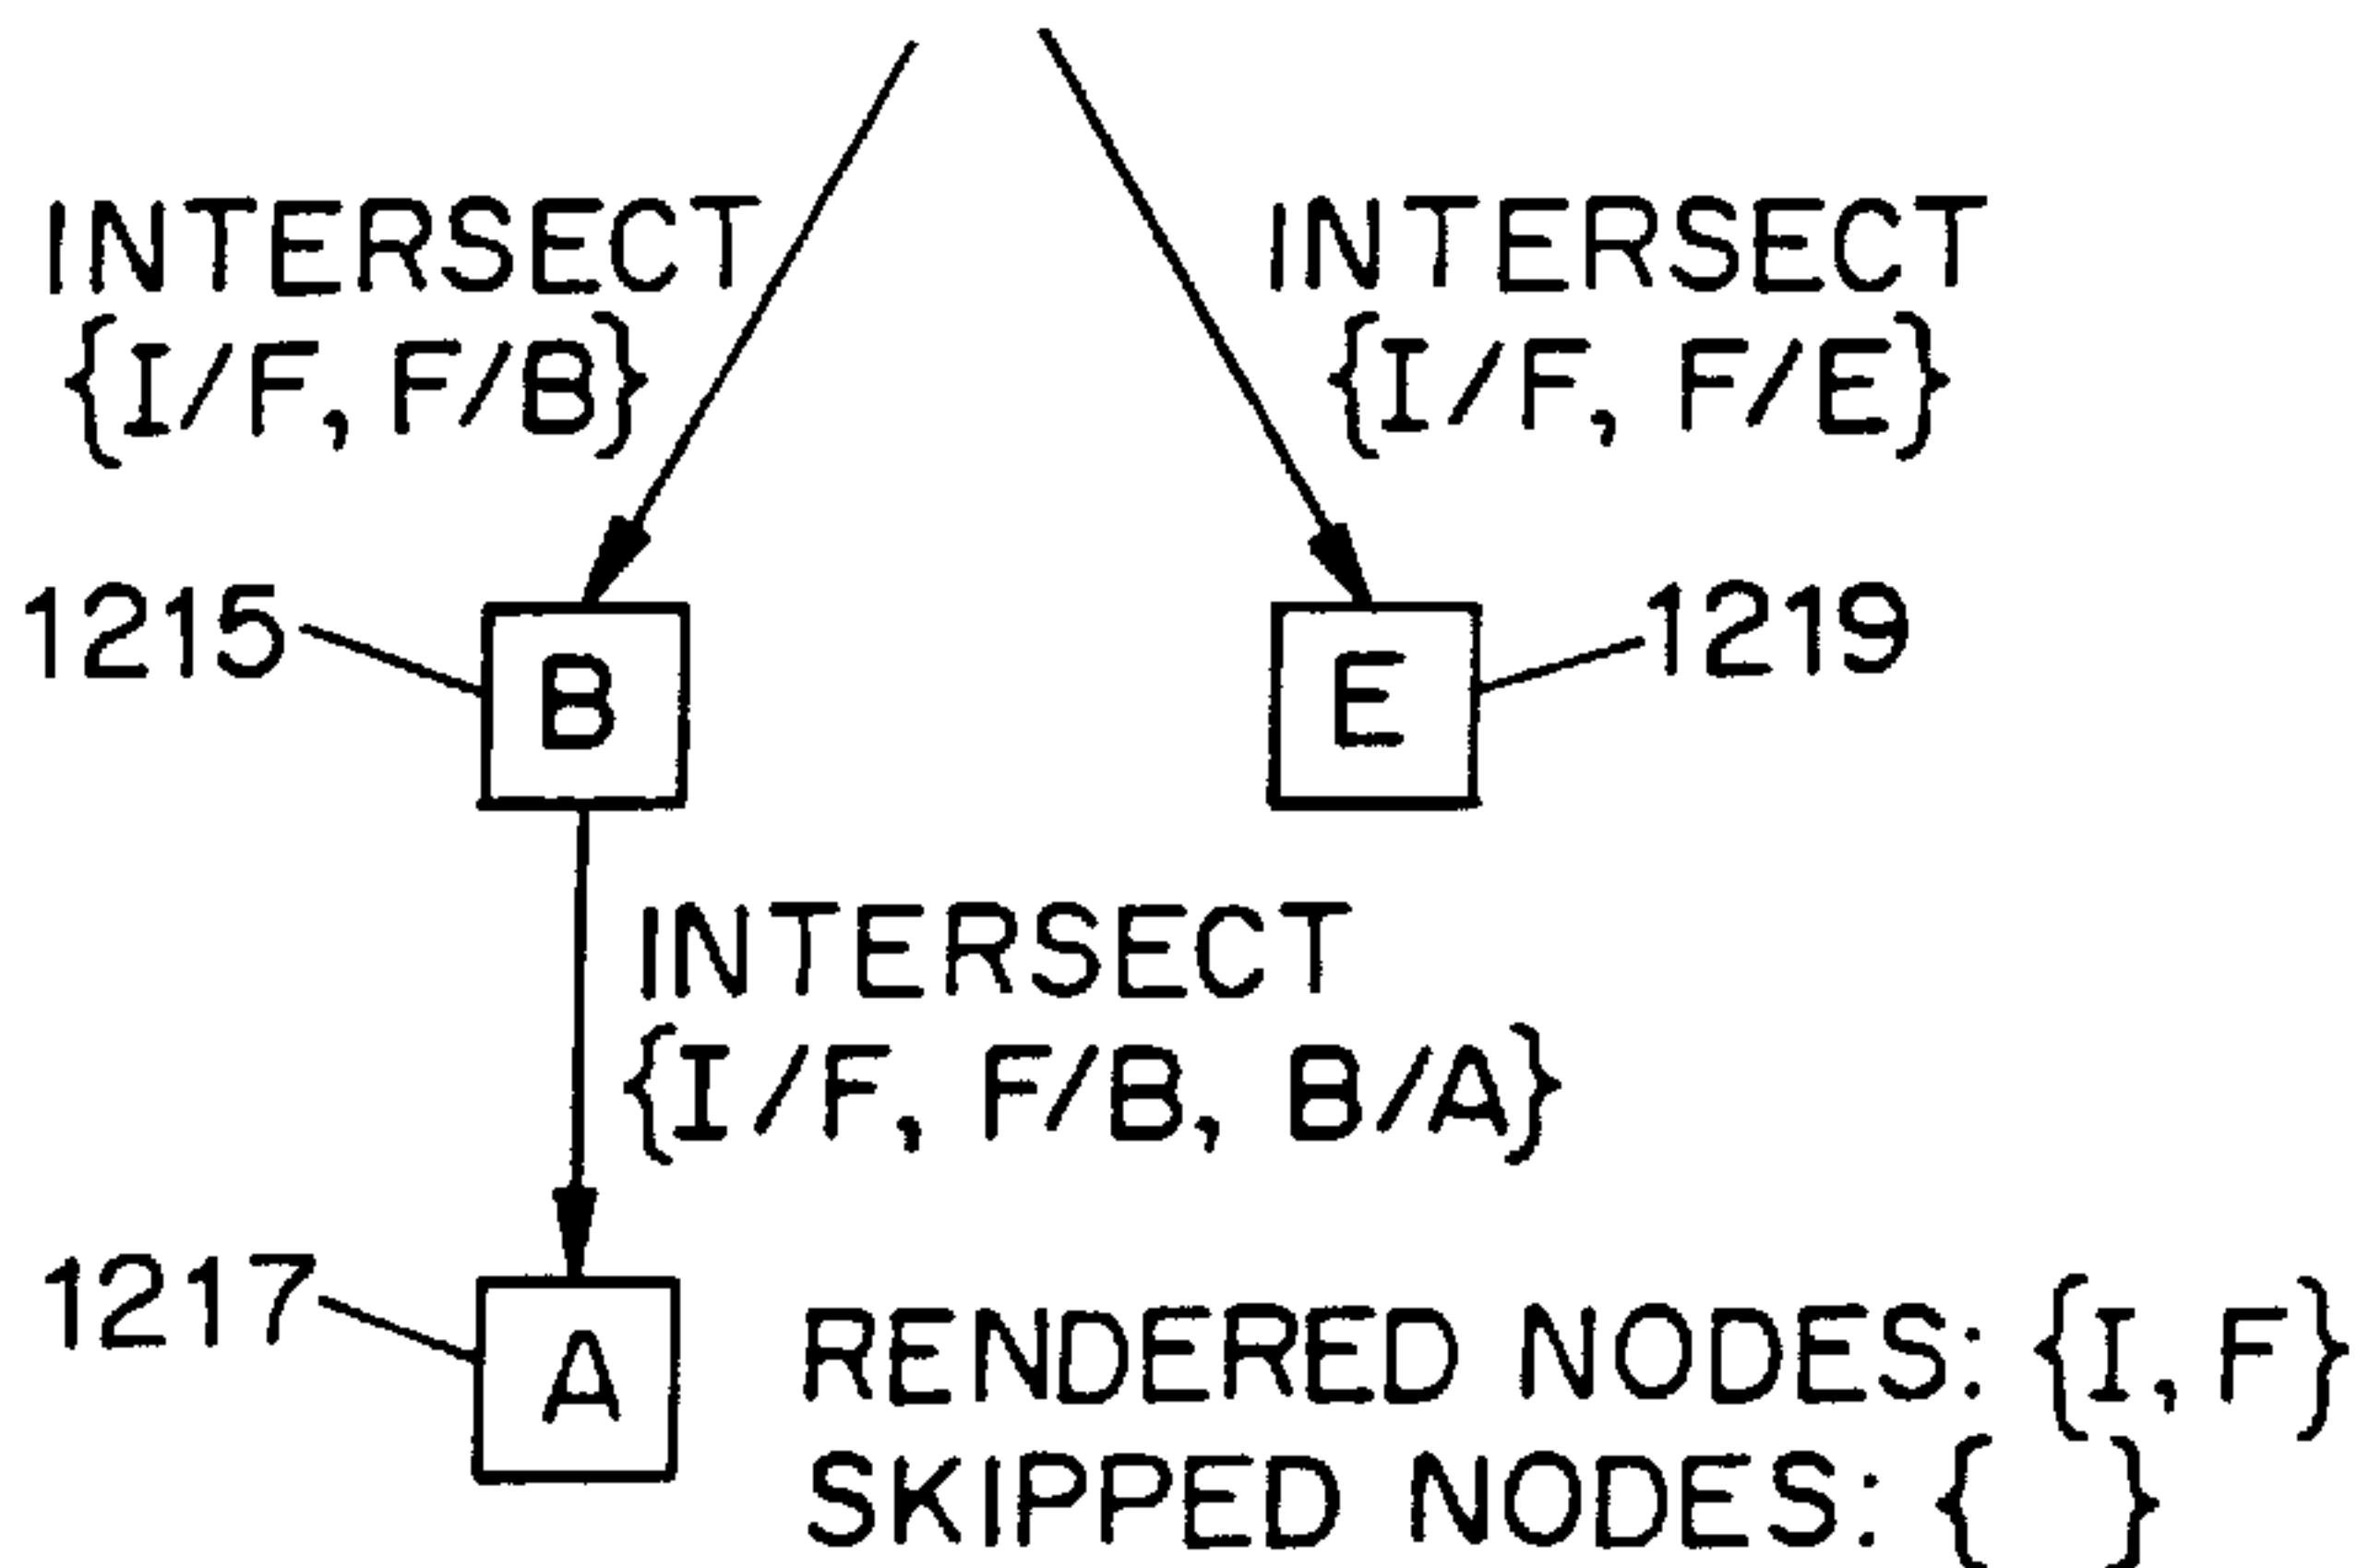 INTERSECT
{I/F, F/B}
INTERSECT
{I/F, F/E}
1215
B
E
1219
INTERSECT
{I/F, F/B, B/A}
1217
A
RENDERED NODES: {I, F}
SKIPPED NODES: { }